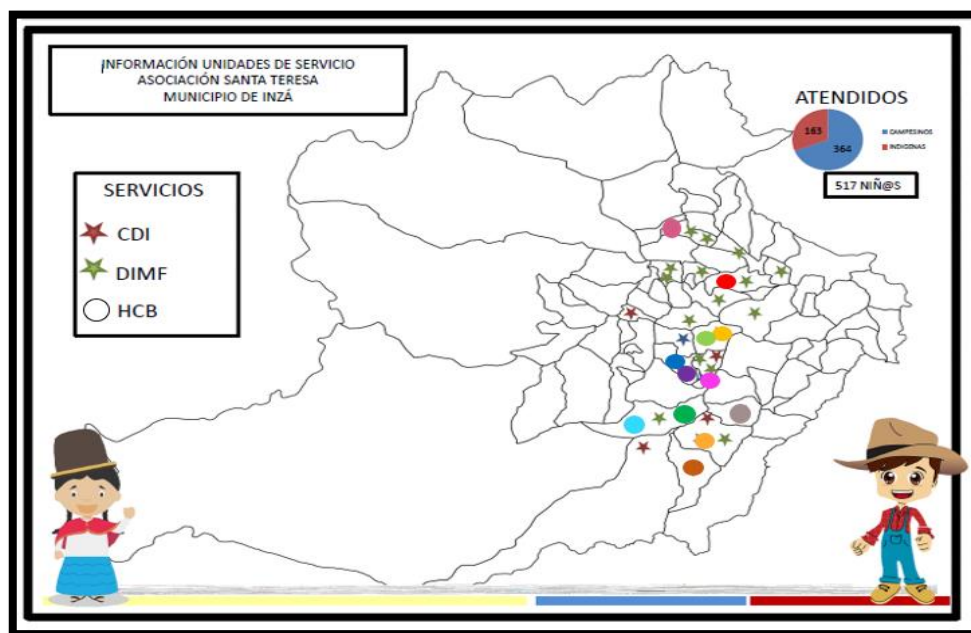 INFORMACIÓN UNIDADES DE SERVICIO
ASOCIACIÓN SANTA TERESA
MUNICIPIO DE INZÁ
ATENDIDOS
163
364
CAMPESINOS
INDIGENAS
517 NIÑ@S
SERVICIOS
CDI
DIMF
HCB